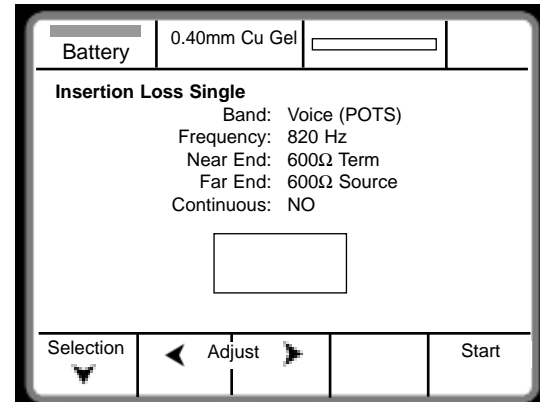 Battery
0.40mm Cu Gel
Insertion Loss Single
Band: Voice (POTS)
Frequency: 820 Hz
Near End: 600Ω Term
Far End: 600Ω Source
Continuous: NO
Selection
Adjust
Start